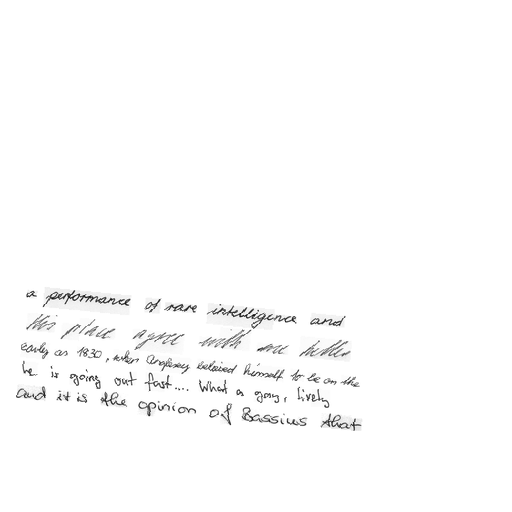 a performance of rare intelligence and
this place agree with me better
early as 1830, when Anglesey believed himself to be on the
he is going out fast.... What a gay, lively
and it is the opinion of Bassius that